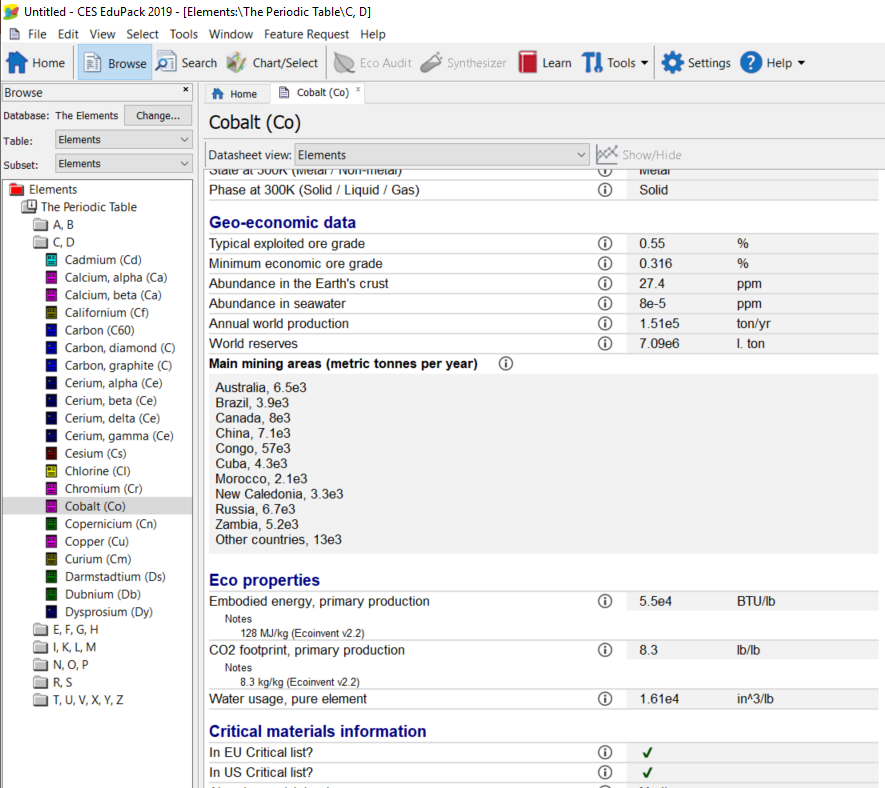 Untitled - CES EduPack 2019 - [Elements:\The Periodic Table\C, D]
File Edit View Select Tools Window Feature Request Help
Home Browse Search Chart/Select Eco Audit Synthesizer Learn Tools Settings Help
Browse
Database: The Elements Change...
Table: Elements
Subset: Elements
Elements
The Periodic Table
A, B
C, D
Cadmium (Cd)
Calcium, alpha (Ca)
Calcium, beta (Ca)
Californium (Cf)
Carbon (C60)
Carbon, diamond (C)
Carbon, graphite (C)
Cerium, alpha (Ce)
Cerium, beta (Ce)
Cerium, delta (Ce)
Cerium, gamma (Ce)
Cesium (Cs)
Chlorine (Cl)
Chromium (Cr)
Cobalt (Co)
Copernicium (Cn)
Copper (Cu)
Curium (Cm)
Darmstadtium (Ds)
Dubnium (Db)
Dysprosium (Dy)
E, F, G, H
I, K, L, M
N, O, P
R, S
T, U, V, X, Y, Z
Home Cobalt (Co)
Cobalt (Co)
Datasheet view: Elements Show/Hide
State at 300K (Metal / Non-metal) Metal
Phase at 300K (Solid / Liquid / Gas) Solid
Geo-economic data
Typical exploited ore grade 0.55 %
Minimum economic ore grade 0.316 %
Abundance in the Earth's crust 27.4 ppm
Abundance in seawater 8e-5 ppm
Annual world production 1.51e5 ton/yr
World reserves 7.09e6 l. ton
Main mining areas (metric tonnes per year)
Australia, 6.5e3
Brazil, 3.9e3
Canada, 8e3
China, 7.1e3
Congo, 57e3
Cuba, 4.3e3
Morocco, 2.1e3
New Caledonia, 3.3e3
Russia, 6.7e3
Zambia, 5.2e3
Other countries, 13e3
Eco properties
Embodied energy, primary production 5.5e4 BTU/lb
Notes
128 MJ/kg (Ecoinvent v2.2)
CO2 footprint, primary production 8.3 lb/lb
Notes
8.3 kg/kg (Ecoinvent v2.2)
Water usage, pure element 1.61e4 in^3/lb
Critical materials information
In EU Critical list? ✓
In US Critical list? ✓